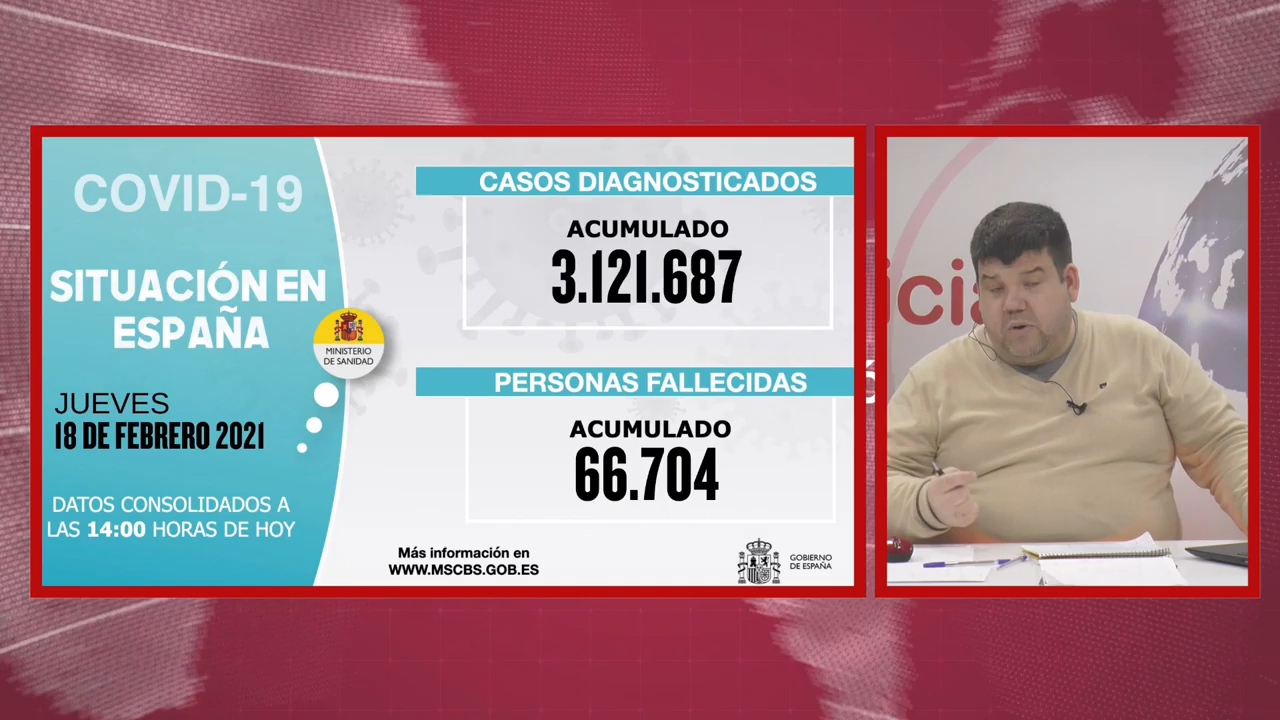 COVID-19
SITUACIÓN EN
ESPAÑA
MINISTERIO
DE SANIDAD
JUEVES
18 DE FEBRERO 2021
DATOS CONSOLIDADOS A
LAS 14:00 HORAS DE HOY
CASOS DIAGNOSTICADOS
ACUMULADO
3.121.687
PERSONAS FALLECIDAS
ACUMULADO
66.704
Más información en
WWW.MSCBS.GOB.ES
GOBIERNO
DE ESPAÑA
icia